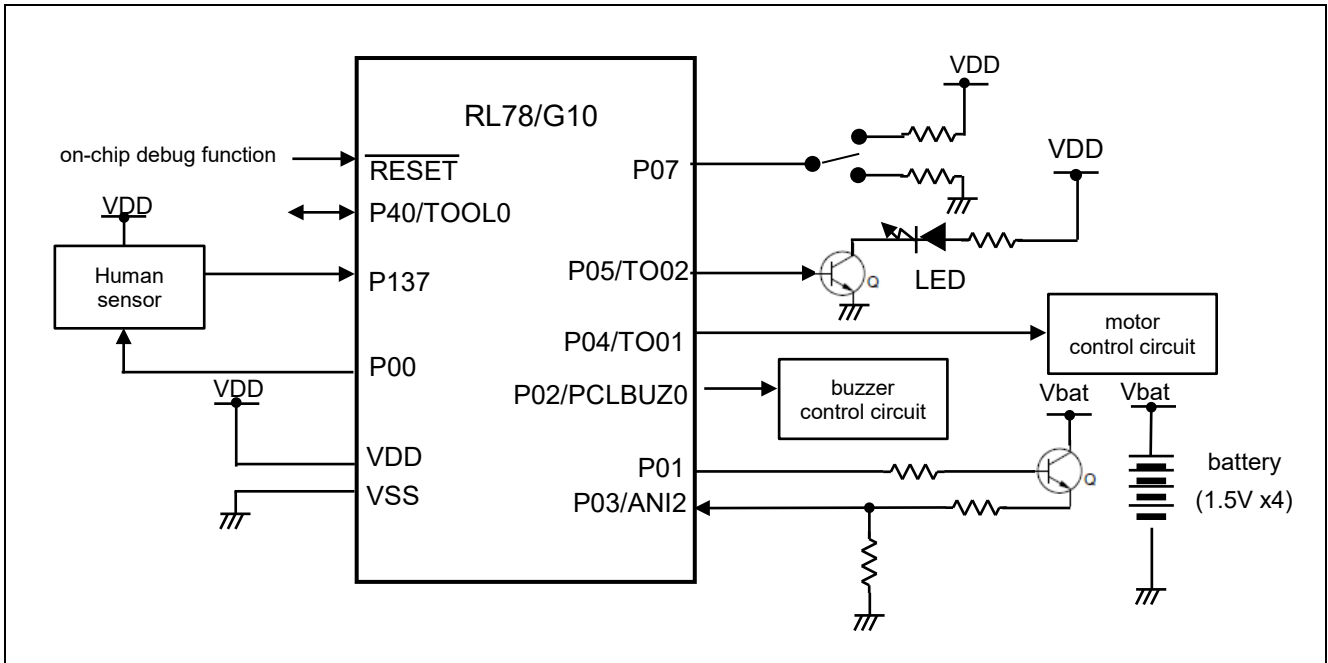 RL78/G10
on-chip debug function
RESET
P40/TOOL0
VDD
Human
sensor
P137
P00
VDD
VDD
VSS
VDD
P07
VDD
P05/TO02
Q
LED
P04/TO01
motor
control circuit
P02/PCLBUZ0
buzzer
control circuit
Vbat
Vbat
P01
Q
P03/ANI2
battery
(1.5V x4)